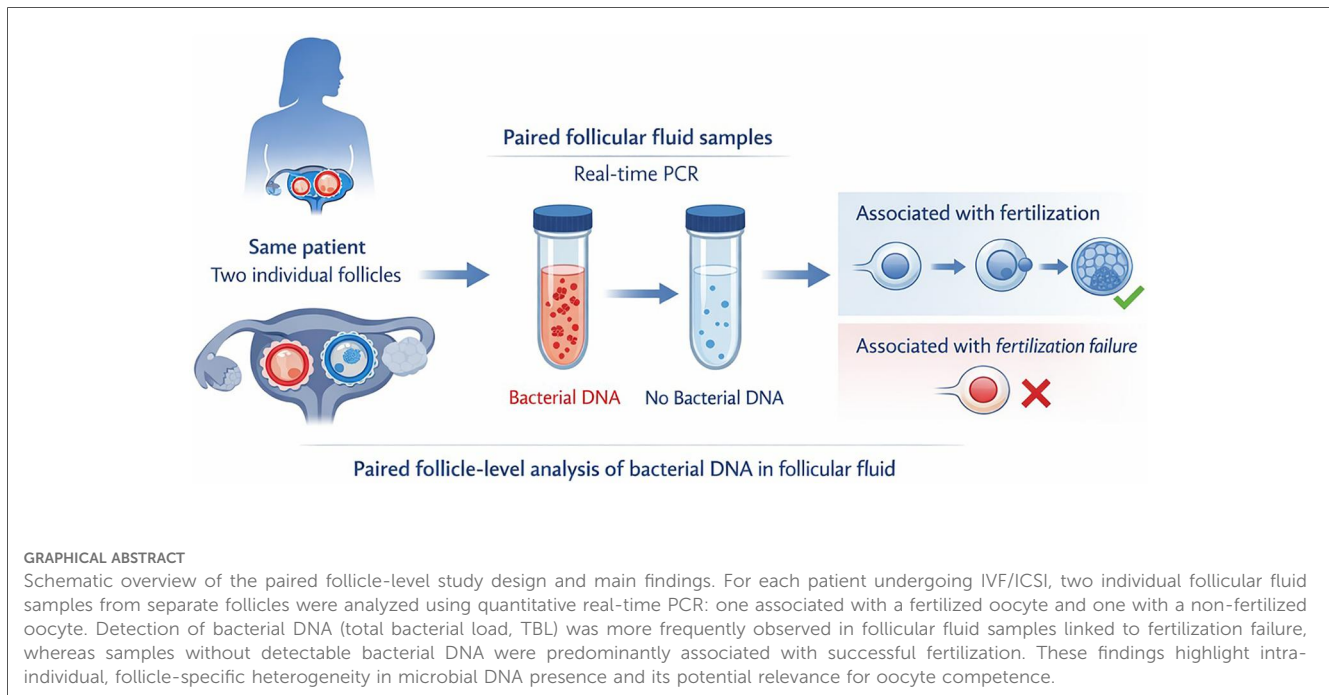 Paired follicular fluid samples
Real-time PCR
Same patient
Two individual follicles
Bacterial DNA
No Bacterial DNA
Associated with fertilization
Associated with fertilization failure
Paired follicle-level analysis of bacterial DNA in follicular fluid
GRAPHICAL ABSTRACT
Schematic overview of the paired follicle-level study design and main findings. For each patient undergoing IVF/ICSI, two individual follicular fluid
samples from separate follicles were analyzed using quantitative real-time PCR: one associated with a fertilized oocyte and one with a non-fertilized
oocyte. Detection of bacterial DNA (total bacterial load, TBL) was more frequently observed in follicular fluid samples linked to fertilization failure,
whereas samples without detectable bacterial DNA were predominantly associated with successful fertilization. These findings highlight intra-
individual, follicle-specific heterogeneity in microbial DNA presence and its potential relevance for oocyte competence.